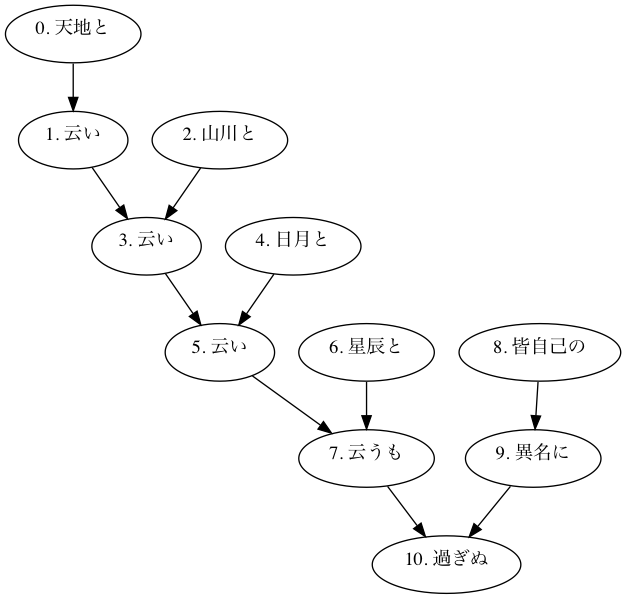 0. 天地と
1. 云い
2. 山川と
3. 云い
4. 日月と
5. 云い
6. 星辰と
8. 皆自己の
7. 云うも
9. 異名に
10. 過ぎぬ